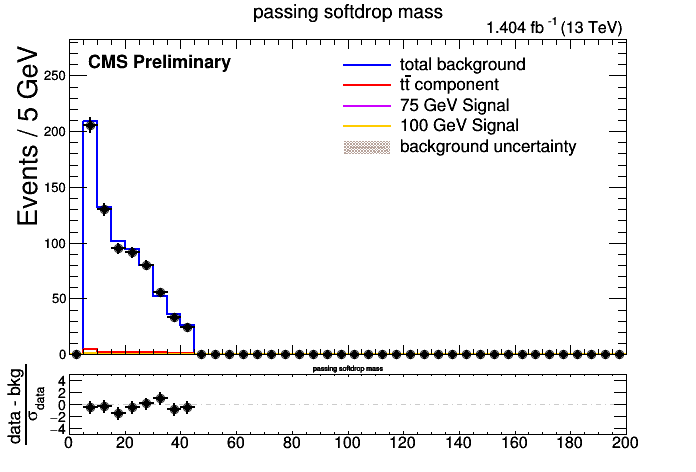 passing softdrop mass
1.404 fb⁻¹ (13 TeV)
CMS Preliminary
total background
tt̄ component
75 GeV Signal
100 GeV Signal
background uncertainty
Events / 5 GeV
250
200
150
100
50
0
passing softdrop mass
data - bkg
σdata
4
2
0
−2
−4
0 20 40 60 80 100 120 140 160 180 200